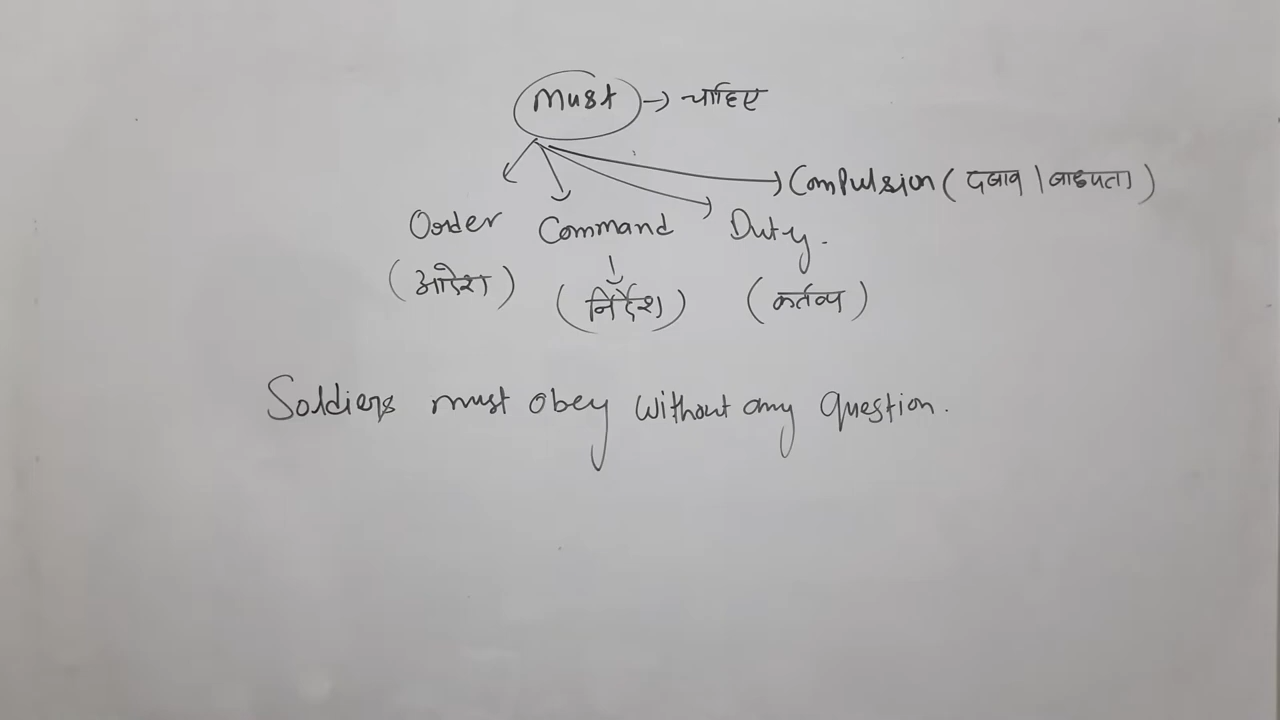 Must → चाहिए
Compulsion (दबाव | बाध्यता)
Order Command Duty.
(आदेश) (निर्देश) (कर्तव्य)
Soldiers must obey without any question.